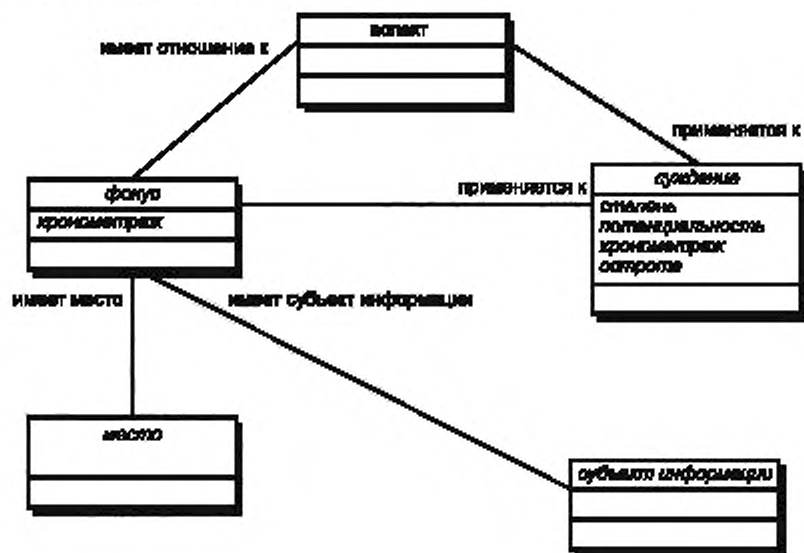 аспект
имеет отношение к
применяется к
фокус
хронометраж
применяется к
суждение
степень
потенциальность
хронометраж
острота
имеет место
имеет субъект информации
место
субъект информации